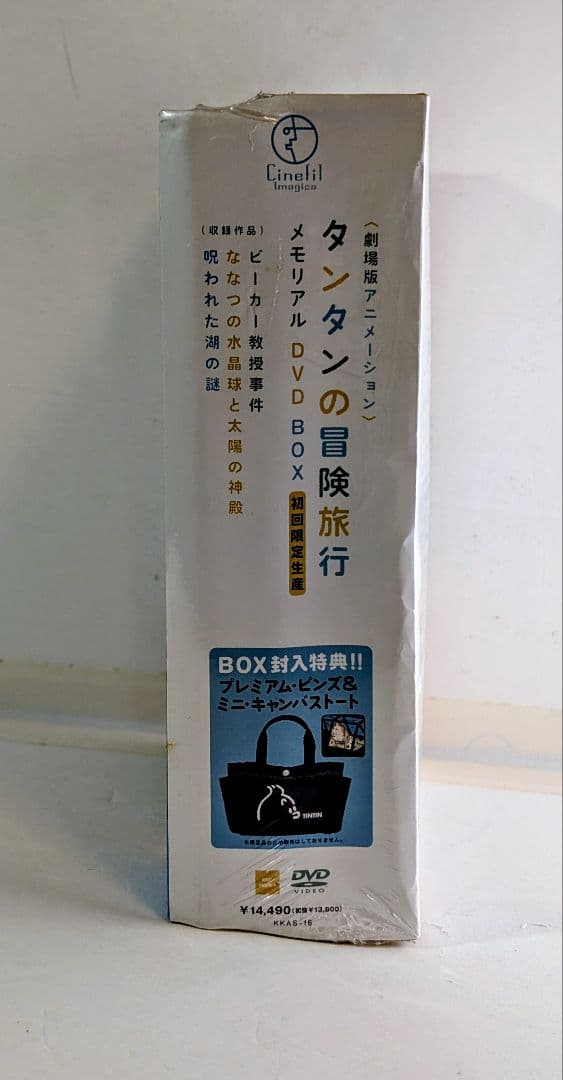 Cinefil
Imagica
〈劇場版アニメーション〉
タンタンの冒険旅行
メモリアル DVD BOX 初回限定生産
(収録作品)
ビーカー教授事件
ななつの水晶球と太陽の神殿
呪われた湖の謎
BOX封入特典!!
プレミアム・ピンズ&
ミニ・キャンバストート
TINTIN
DVD
VIDEO
¥14,490(税抜¥13,800)
KKAS-16